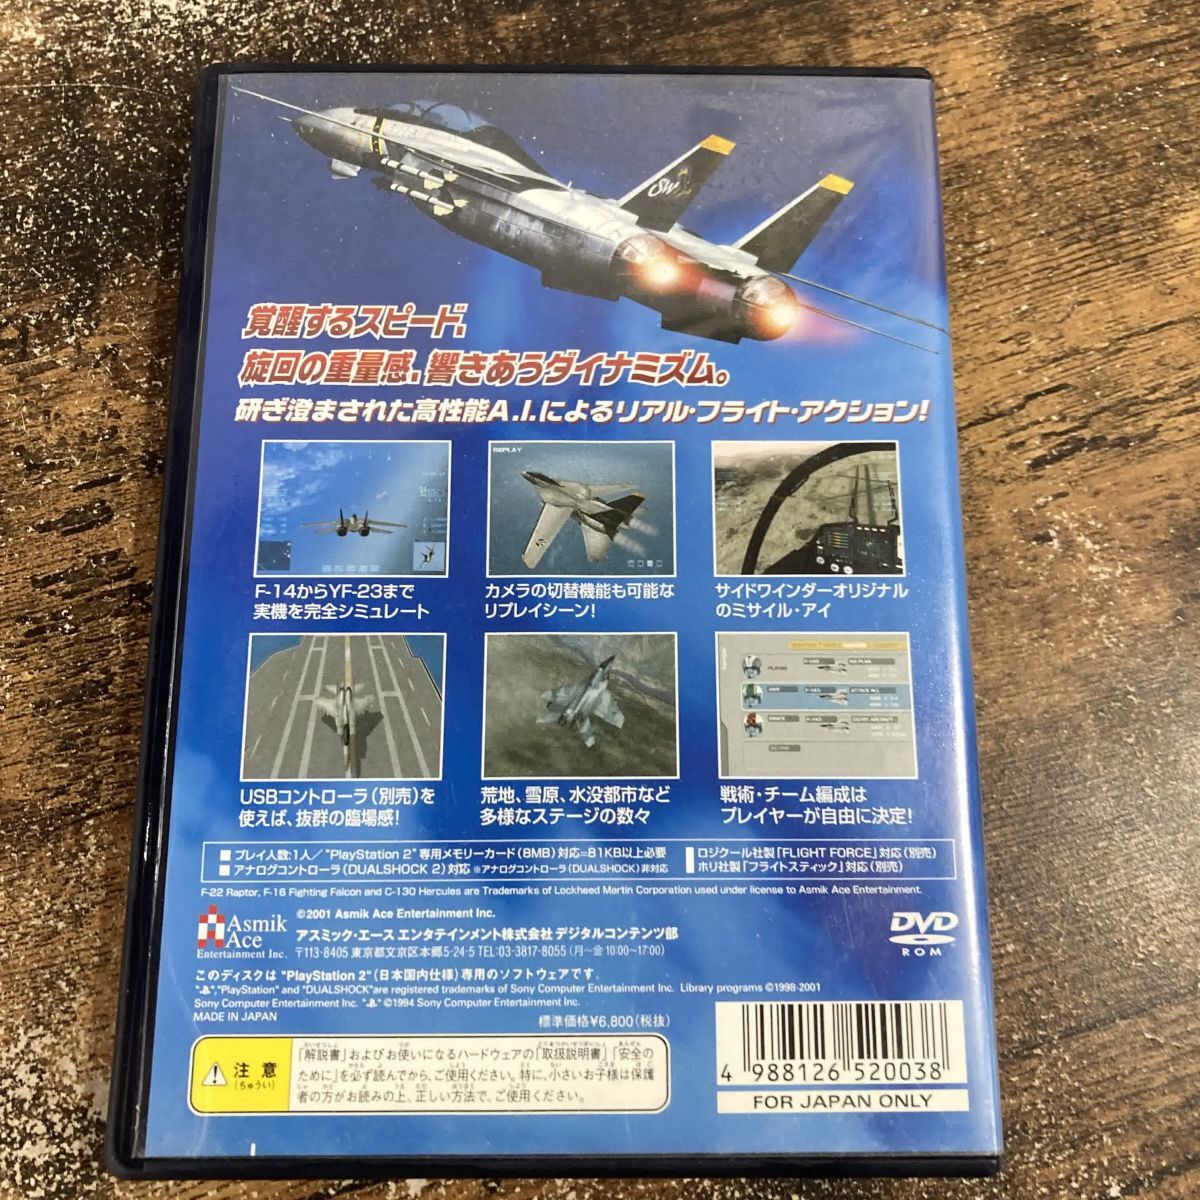 SW
覚醒するスピード、
旋回の重量感、響きあうダイナミズム。
研ぎ澄まされた高性能A.I.によるリアル・フライト・アクション!
REPLAY
F-14からYF-23まで
実機を完全シミュレート
カメラの切替機能も可能な
リプレイシーン!
サイドワインダーオリジナル
のミサイル・アイ
USBコントローラ(別売)を
使えば、抜群の臨場感!
荒地、雪原、水没都市など
多様なステージの数々
戦術・チーム編成は
プレイヤーが自由に決定!
■プレイ人数:1人/"PlayStation 2"専用メモリーカード(8MB)対応=81KB以上必要
■アナログコントローラ(DUALSHOCK 2)対応 ※アナログコントローラ(DUALSHOCK)非対応
■ロジクール社製「FLIGHT FORCE」対応(別売)
ホリ社製「フライトスティック」対応(別売)
F-22 Raptor, F-16 Fighting Falcon and C-130 Hercules are Trademarks of Lockheed Martin Corporation used under license to Asmik Ace Entertainment.
Asmik
Ace
Entertainment Inc.
©2001 Asmik Ace Entertainment Inc.
アスミック・エース エンタテインメント株式会社 デジタルコンテンツ部
〒113-8405 東京都文京区本郷5-24-5 TEL:03-3817-8055(月〜金 10:00〜17:00)
DVD
ROM
このディスクは "PlayStation 2"(日本国内仕様)専用のソフトウェアです。
" ","PlayStation" and "DUALSHOCK"are registered trademarks of Sony Computer Entertainment Inc. Library programs ©1998-2001
Sony Computer Entertainment Inc. " " ©1994 Sony Computer Entertainment Inc.
MADE IN JAPAN
標準価格¥6,800(税抜)
注意
(ちゅうい)
「解説書」およびお使いになるハードウェアの「取扱説明書」「安全の
ために」を必ず読んでから、ご使用ください。特に、小さいお子様は保護
者の方がお読みの上、正しい方法で、ご使用ください。
4 988126 520038
FOR JAPAN ONLY